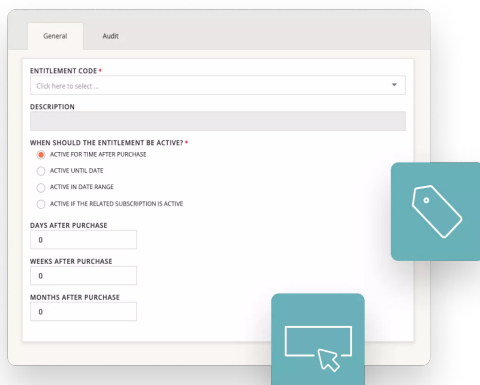 General
Audit
ENTITLEMENT CODE *
Click here to select ...
DESCRIPTION
WHEN SHOULD THE ENTITLEMENT BE ACTIVE? *
ACTIVE FOR TIME AFTER PURCHASE
ACTIVE UNTIL DATE
ACTIVE IN DATE RANGE
ACTIVE IF THE RELATED SUBSCRIPTION IS ACTIVE
DAYS AFTER PURCHASE
0
WEEKS AFTER PURCHASE
0
MONTHS AFTER PURCHASE
0